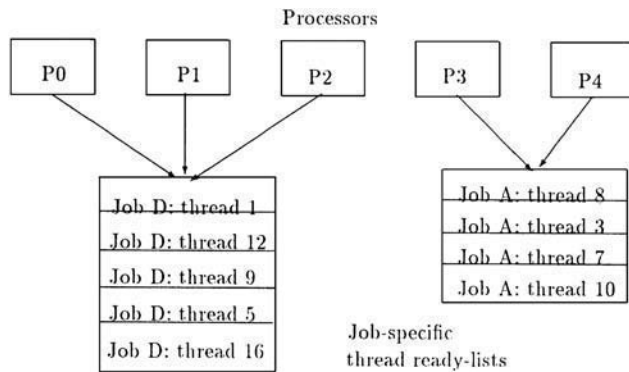 Processors
P0
P1
P2
P3
P4
Job D: thread 1
Job D: thread 12
Job D: thread 9
Job D: thread 5
Job D: thread 16
Job A: thread 8
Job A: thread 3
Job A: thread 7
Job A: thread 10
Job-specific
thread ready-lists